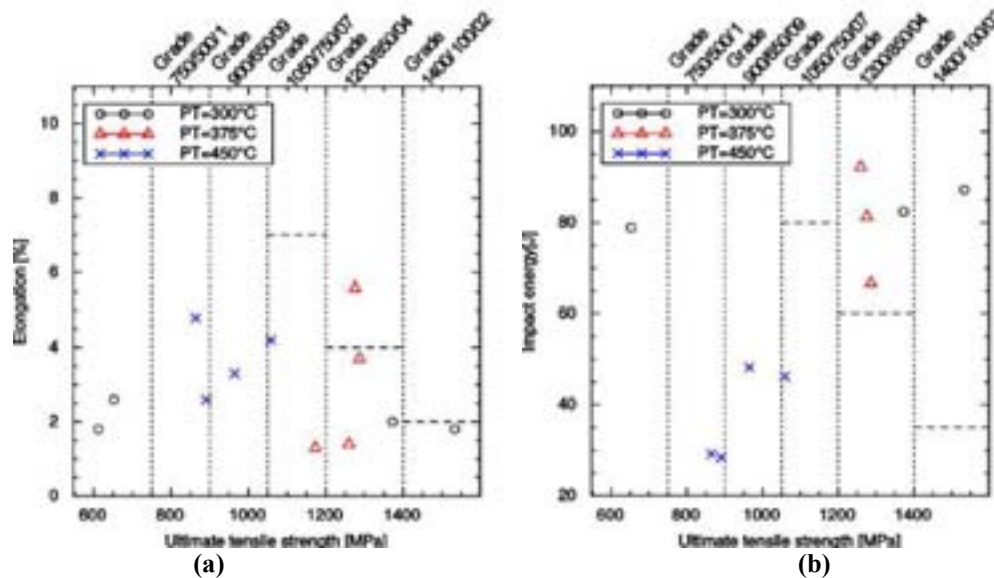 Grade
750/500/1
Grade
900/650/09
Grade
1050/750/07
Grade
1200/850/04
Grade
1400/100/02
PT=300°C
PT=375°C
PT=450°C
10
8
6
4
2
0
Elongation [%]
600 800 1000 1200 1400
Ultimate tensile strength [MPa]
(a)
Grade
750/500/1
Grade
900/650/09
Grade
1050/750/07
Grade
1200/850/04
Grade
1400/100/02
PT=300°C
PT=375°C
PT=450°C
100
80
60
40
20
Impact energy[J]
600 800 1000 1200 1400
Ultimate tensile strength [MPa]
(b)